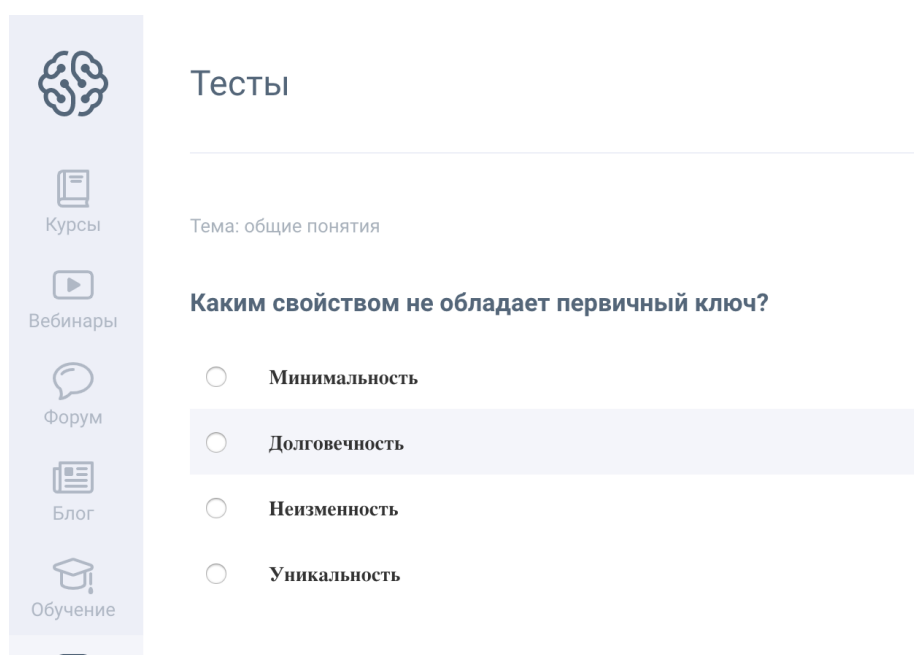 Тесты
Курсы
Вебинары
Форум
Блог
Обучение
Тема: общие понятия
Каким свойством не обладает первичный ключ?
Минимальность
Долговечность
Неизменность
Уникальность